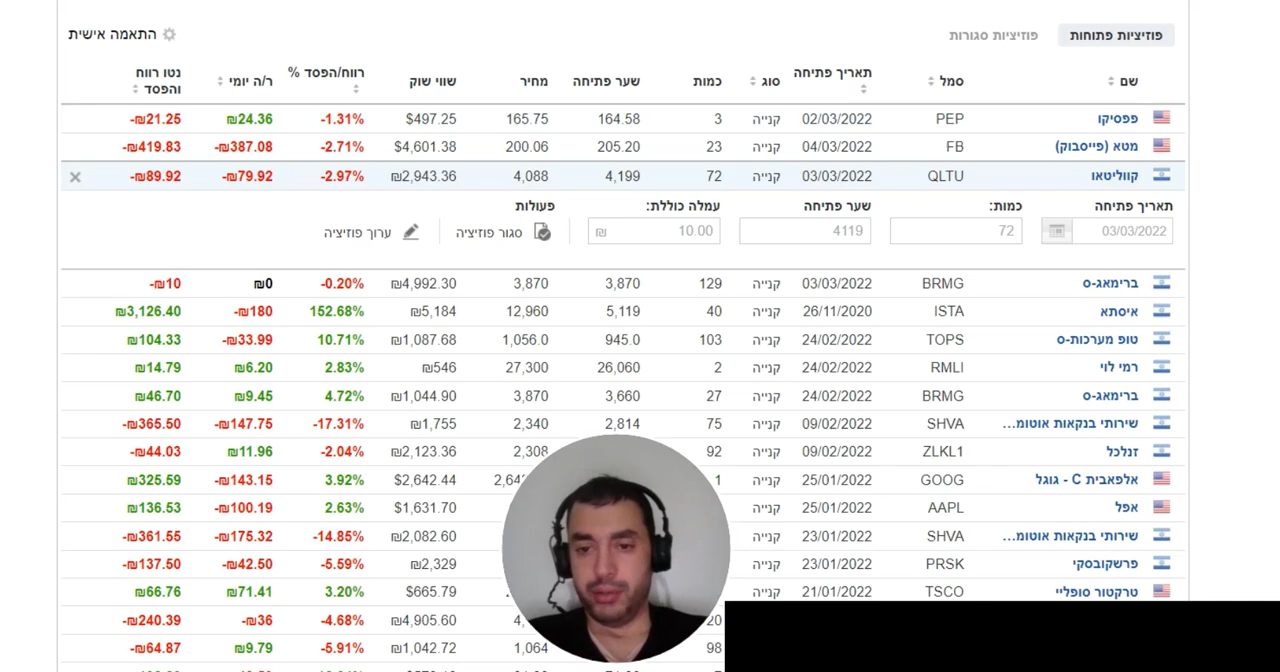 פוזיציות פתוחות פוזיציות סגורות התאמה אישית
שם סמל תאריך פתיחה סוג כמות שער פתיחה מחיר שווי שוק רווח/הפסד % ר/ה יומי נטו רווח והפסד
פפסיקו PEP 02/03/2022 קנייה 3 164.58 165.75 $497.25 -1.31% ₪24.36 -₪21.25
מטא (פייסבוק) FB 04/03/2022 קנייה 23 205.20 200.06 $4,601.38 -2.71% -₪387.08 -₪419.83
קווליטאו QLTU 03/03/2022 קנייה 72 4,199 4,088 ₪2,943.36 -2.97% -₪79.92 -₪89.92
תאריך פתיחה כמות: שער פתיחה עמלה כוללת: פעולות
03/03/2022 72 4119 10.00 ₪ סגור פוזיציה ערוך פוזיציה
ברימאג-ס BRMG 03/03/2022 קנייה 129 3,870 3,870 ₪4,992.30 -0.20% ₪0 -₪10
איסתא ISTA 26/11/2020 קנייה 40 5,119 12,960 ₪5,184 152.68% -₪180 ₪3,126.40
טופ מערכות-ס TOPS 24/02/2022 קנייה 103 945.0 1,056.0 ₪1,087.68 10.71% -₪33.99 ₪104.33
רמי לוי RMLI 24/02/2022 קנייה 2 26,060 27,300 ₪546 2.83% ₪6.20 ₪14.79
ברימאג-ס BRMG 24/02/2022 קנייה 27 3,660 3,870 ₪1,044.90 4.72% ₪9.45 ₪46.70
שירותי בנקאות אוטומ... SHVA 09/02/2022 קנייה 75 2,814 2,340 ₪1,755 -17.31% -₪147.75 -₪365.50
זנלכל ZLKL1 09/02/2022 קנייה 92 2,308 ₪2,123.36 -2.04% ₪11.96 -₪44.03
אלפאבית C - גוגל GOOG 25/01/2022 קנייה 1 $2,642.44 3.92% -₪143.15 ₪325.59
אפל AAPL 25/01/2022 קנייה $1,631.70 2.63% -₪100.19 ₪136.53
שירותי בנקאות אוטומ... SHVA 23/01/2022 קנייה ₪2,082.60 -14.85% -₪175.32 -₪361.55
פרשקובסקי PRSK 23/01/2022 קנייה ₪2,329 -5.59% -₪42.50 -₪137.50
טרקטור סופליי TSCO 21/01/2022 קנייה $665.79 3.20% ₪71.41 ₪66.76
₪4,905.60 -4.68% -₪36 -₪240.39
98 1,064 ₪1,042.72 -5.91% ₪9.79 -₪64.87